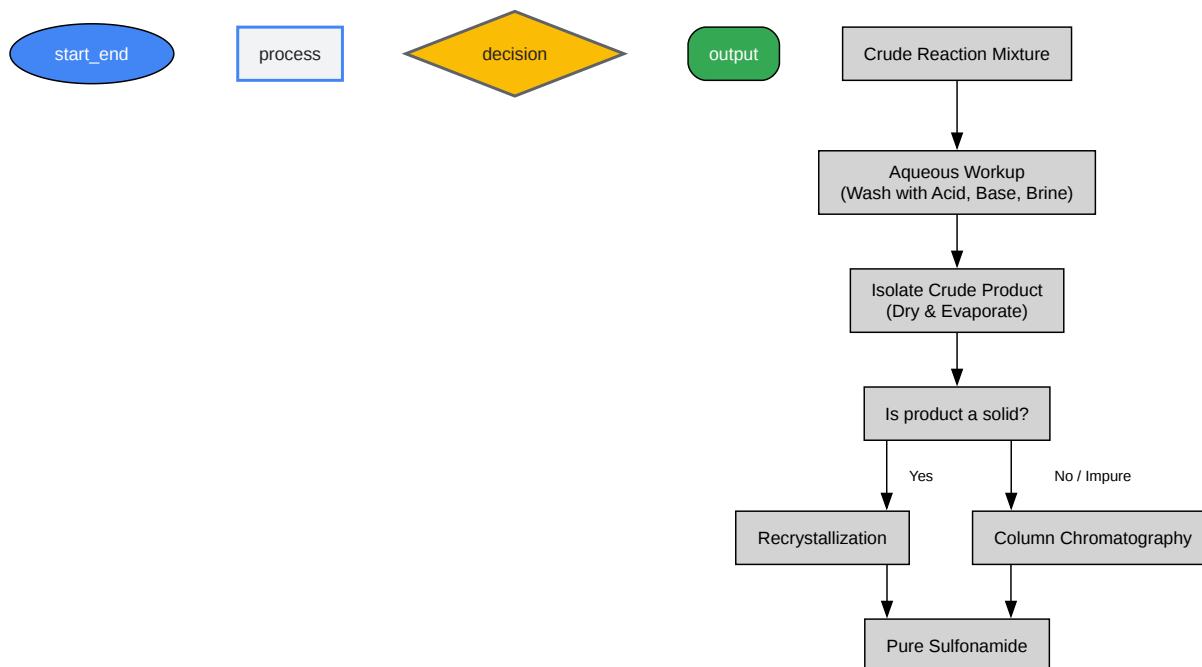 start_end
process
decision
output
Crude Reaction Mixture
Aqueous Workup
(Wash with Acid, Base, Brine)
Isolate Crude Product
(Dry & Evaporate)
Is product a solid?
Yes
No / Impure
Recrystallization
Column Chromatography
Pure Sulfonamide